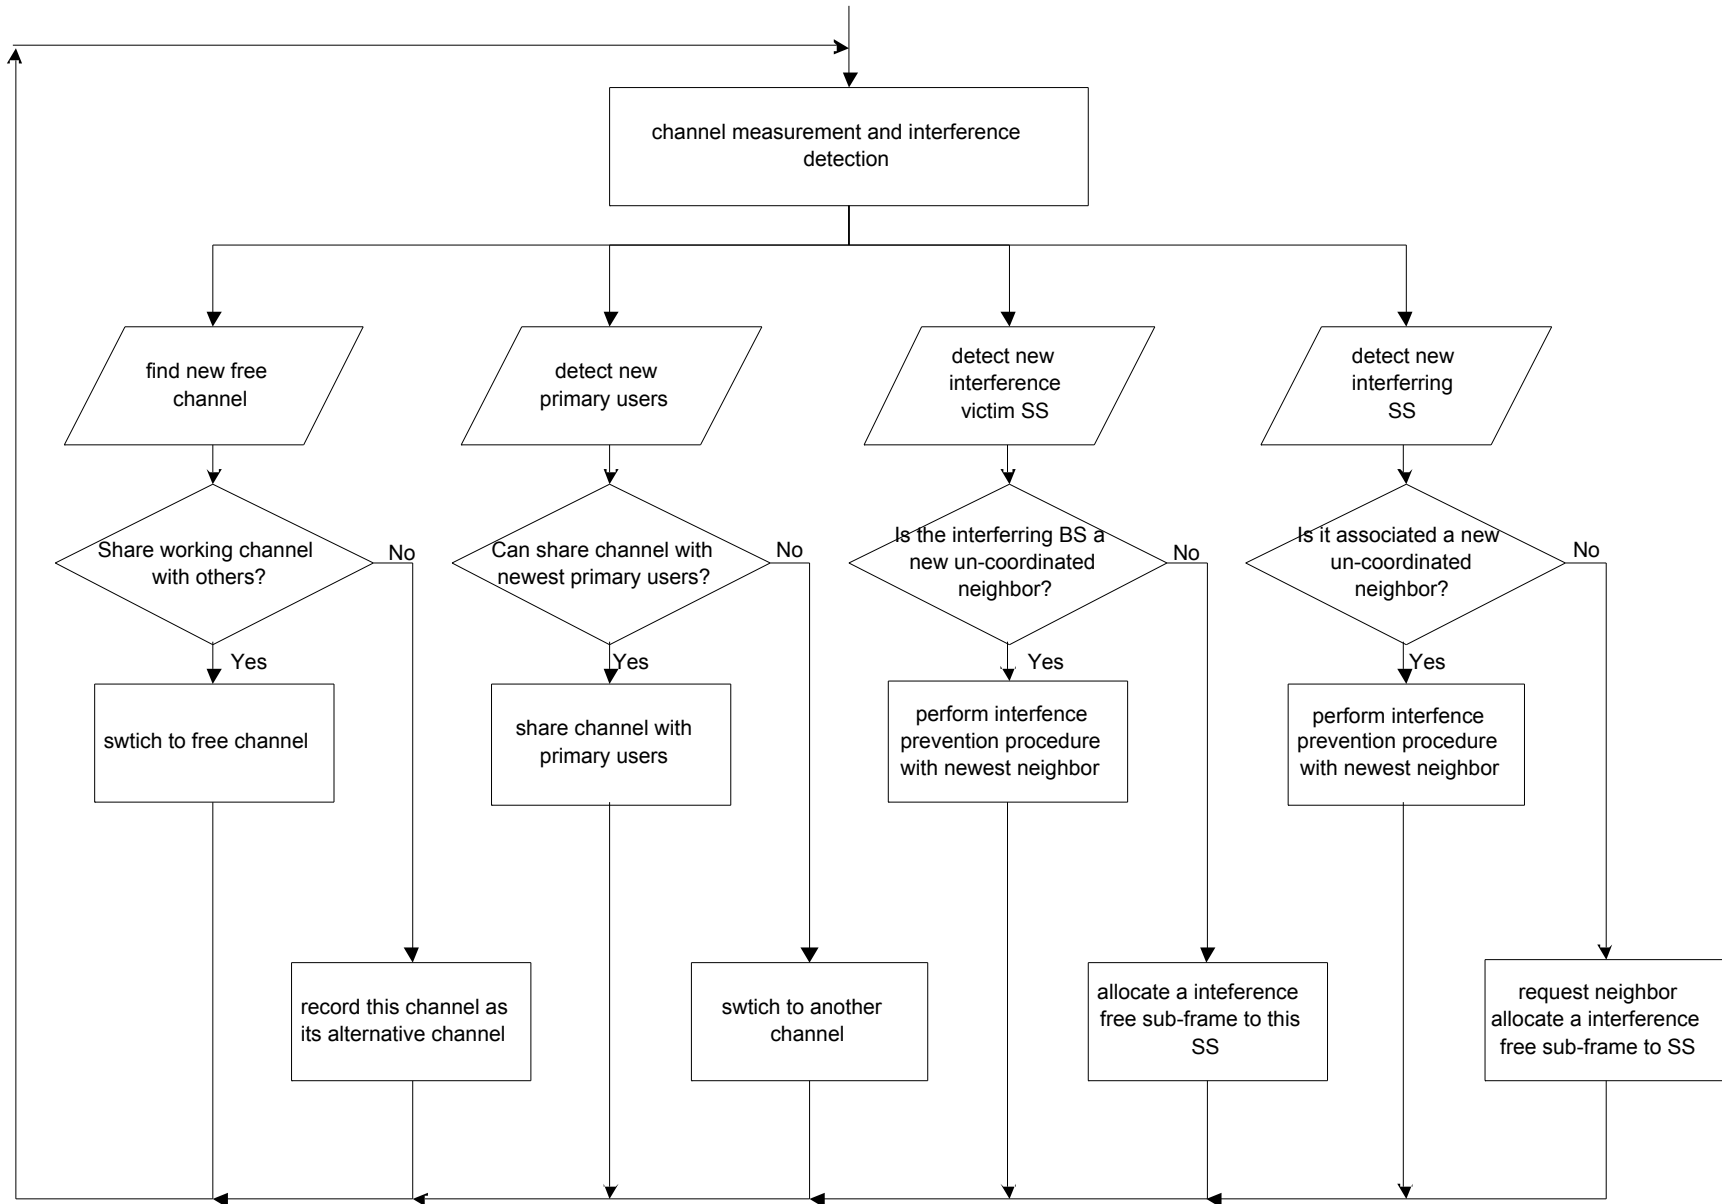 channel measurement and interference
detection
find new free
channel
detect new
primary users
detect new
interference
victim SS
detect new
interferring
SS
Share working channel
with others?
No
Can share channel with
newest primary users?
No
Is the interferring BS a
new un-coordinated
neighbor?
No
Is it associated a new
un-coordinated
neighbor?
No
Yes
Yes
Yes
Yes
swtich to free channel
share channel with
primary users
perform interfence
prevention procedure
with newest neighbor
perform interfence
prevention procedure
with newest neighbor
record this channel as
its alternative channel
swtich to another
channel
allocate a inteference
free sub-frame to this
SS
request neighbor
allocate a interference
free sub-frame to SS